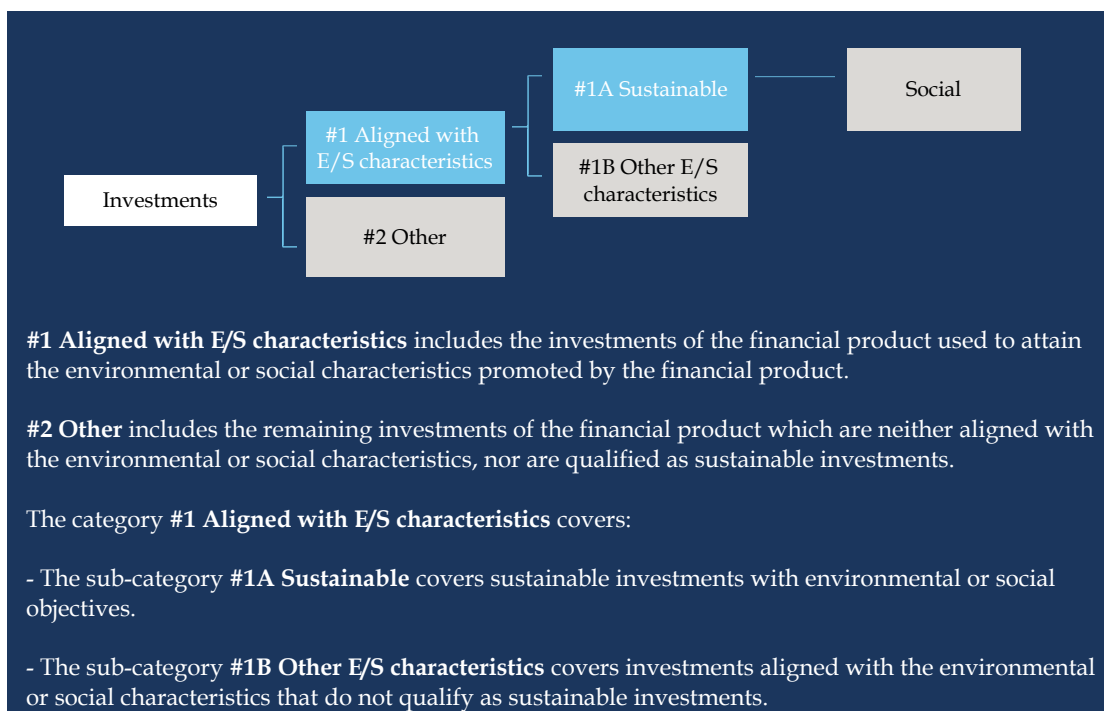 #1A Sustainable
Social
#1 Aligned with
E/S characteristics
#1B Other E/S
characteristics
Investments
#2 Other
#1 Aligned with E/S characteristics includes the investments of the financial product used to attain
the environmental or social characteristics promoted by the financial product.
#2 Other includes the remaining investments of the financial product which are neither aligned with
the environmental or social characteristics, nor are qualified as sustainable investments.
The category #1 Aligned with E/S characteristics covers:
- The sub-category #1A Sustainable covers sustainable investments with environmental or social
objectives.
- The sub-category #1B Other E/S characteristics covers investments aligned with the environmental
or social characteristics that do not qualify as sustainable investments.